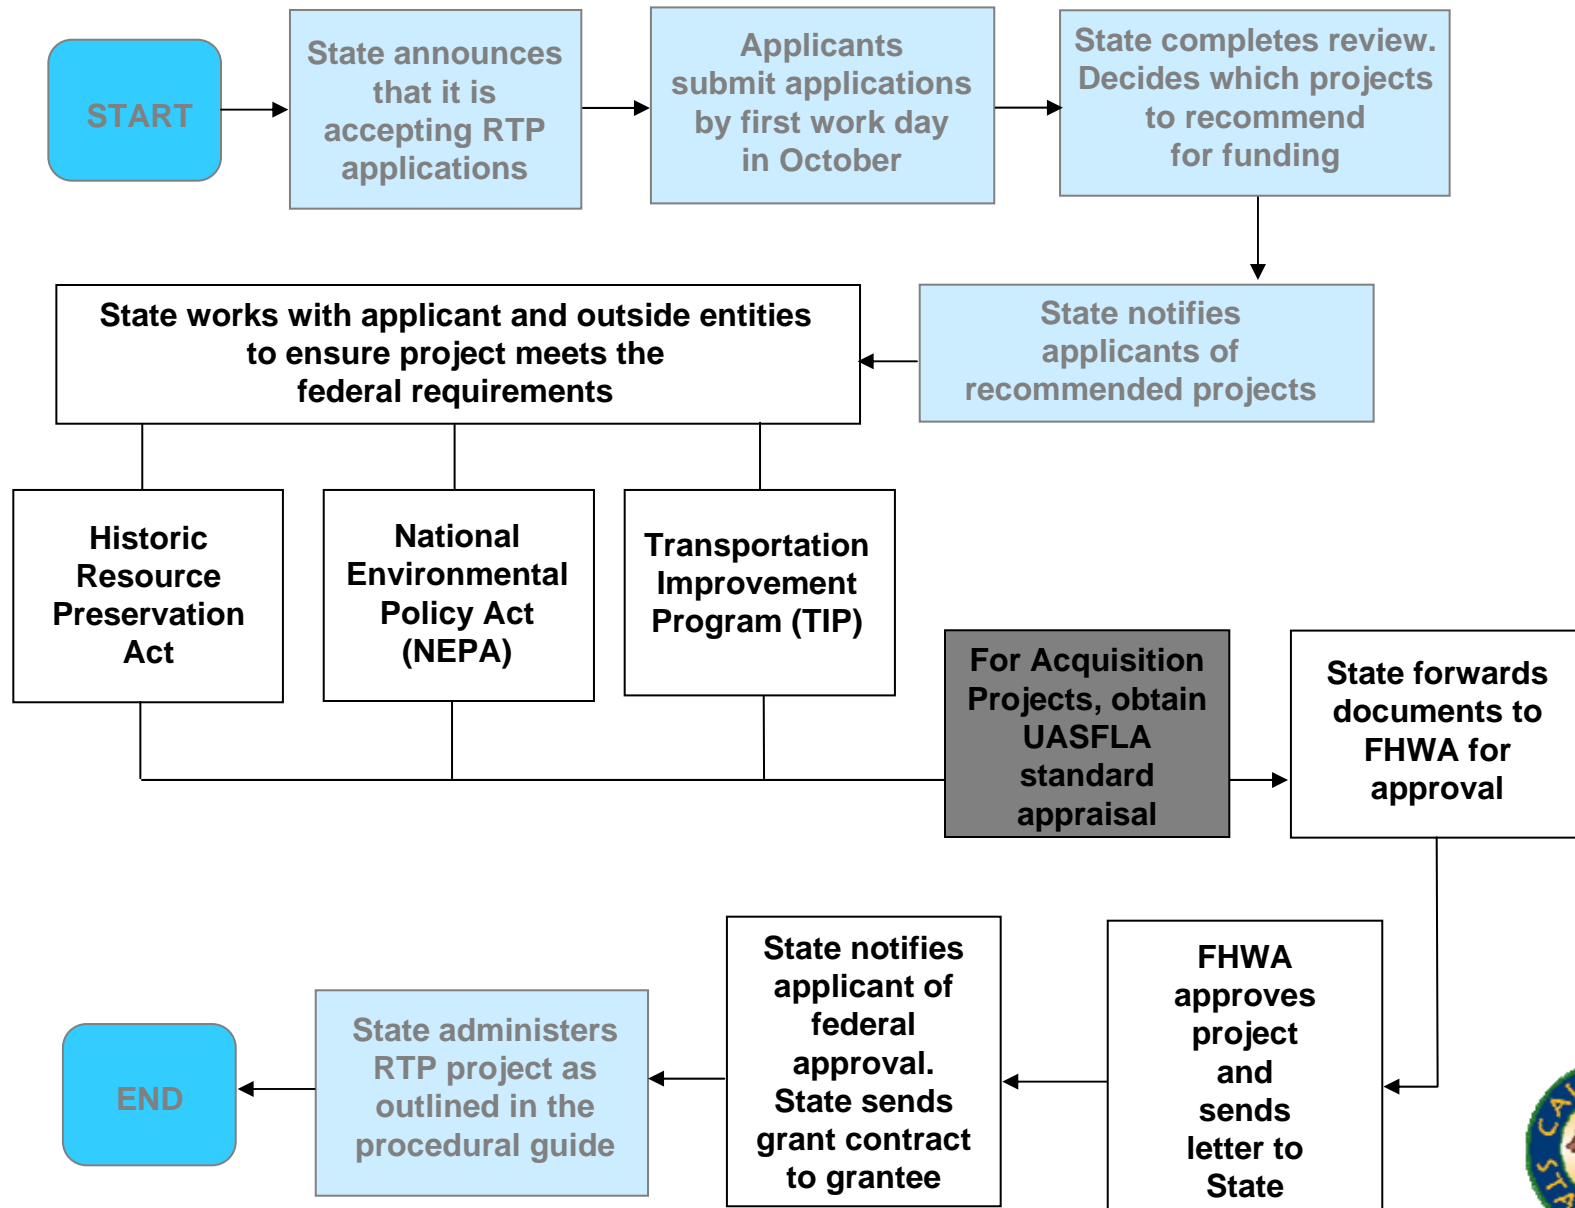 START
State announces
that it is
accepting RTP
applications
Applicants
submit applications
by first work day
in October
State completes review.
Decides which projects
to recommend
for funding
State works with applicant and outside entities
to ensure project meets the
federal requirements
State notifies
applicants of
recommended projects
Historic
Resource
Preservation
Act
National
Environmental
Policy Act
(NEPA)
Transportation
Improvement
Program (TIP)
For Acquisition
Projects, obtain
UASFLA
standard
appraisal
State forwards
documents to
FHWA for
approval
END
State administers
RTP project as
outlined in the
procedural guide
State notifies
applicant of
federal
approval.
State sends
grant contract
to grantee
FHWA
approves
project
and
sends
letter to
State